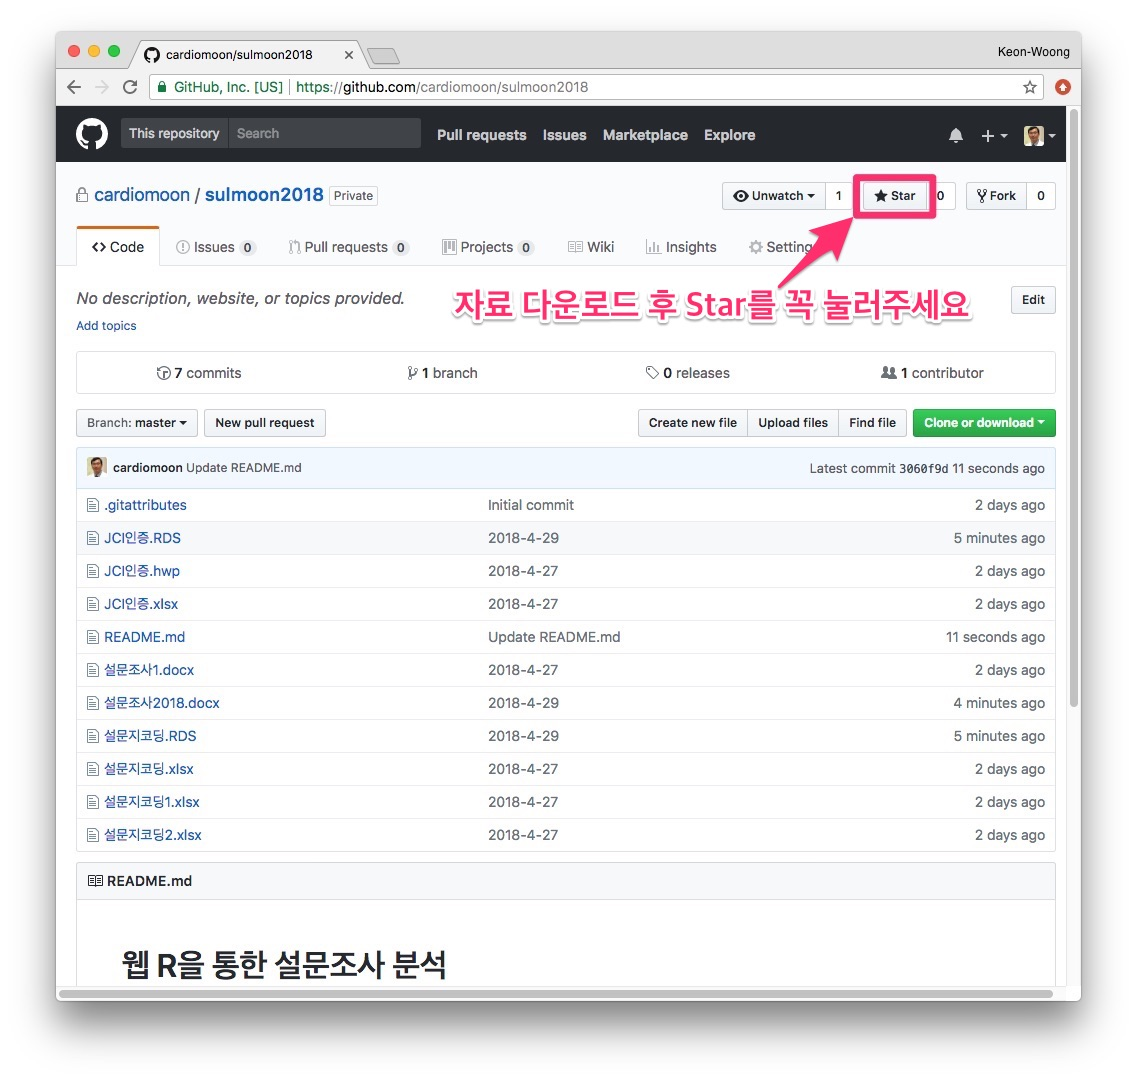 cardiomoon/sulmoon2018
Keon-Woong
GitHub, Inc. [US] https://github.com/cardiomoon/sulmoon2018
This repository Search Pull requests Issues Marketplace Explore
cardiomoon / sulmoon2018 Private Unwatch 1 Star 0 Fork 0
Code Issues 0 Pull requests 0 Projects 0 Wiki Insights Setting
No description, website, or topics provided.
Edit
자료 다운로드 후 Star를 꼭 눌러주세요
Add topics
7 commits 1 branch 0 releases 1 contributor
Branch: master New pull request Create new file Upload files Find file Clone or download
cardiomoon Update README.md Latest commit 3060f9d 11 seconds ago
.gitattributes Initial commit 2 days ago
JCI인증.RDS 2018-4-29 5 minutes ago
JCI인증.hwp 2018-4-27 2 days ago
JCI인증.xlsx 2018-4-27 2 days ago
README.md Update README.md 11 seconds ago
설문조사1.docx 2018-4-27 2 days ago
설문조사2018.docx 2018-4-29 4 minutes ago
설문지코딩.RDS 2018-4-29 5 minutes ago
설문지코딩.xlsx 2018-4-27 2 days ago
설문지코딩1.xlsx 2018-4-27 2 days ago
설문지코딩2.xlsx 2018-4-27 2 days ago
README.md
웹 R을 통한 설문조사 분석